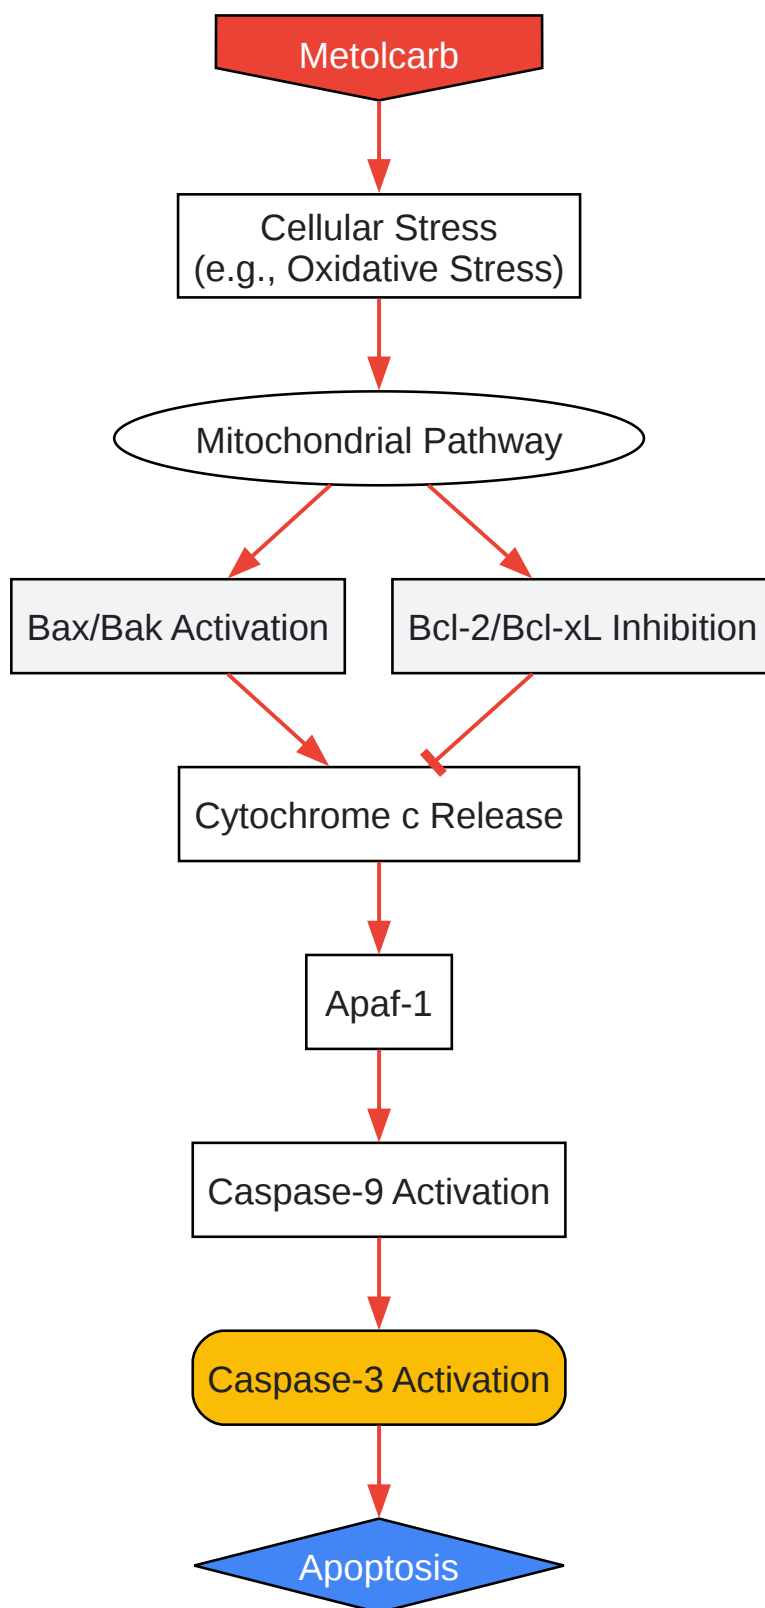 Metolcarb
Cellular Stress
(e.g., Oxidative Stress)
Mitochondrial Pathway
Bax/Bak Activation
Bcl-2/Bcl-xL Inhibition
Cytochrome c Release
Apaf-1
Caspase-9 Activation
Caspase-3 Activation
Apoptosis